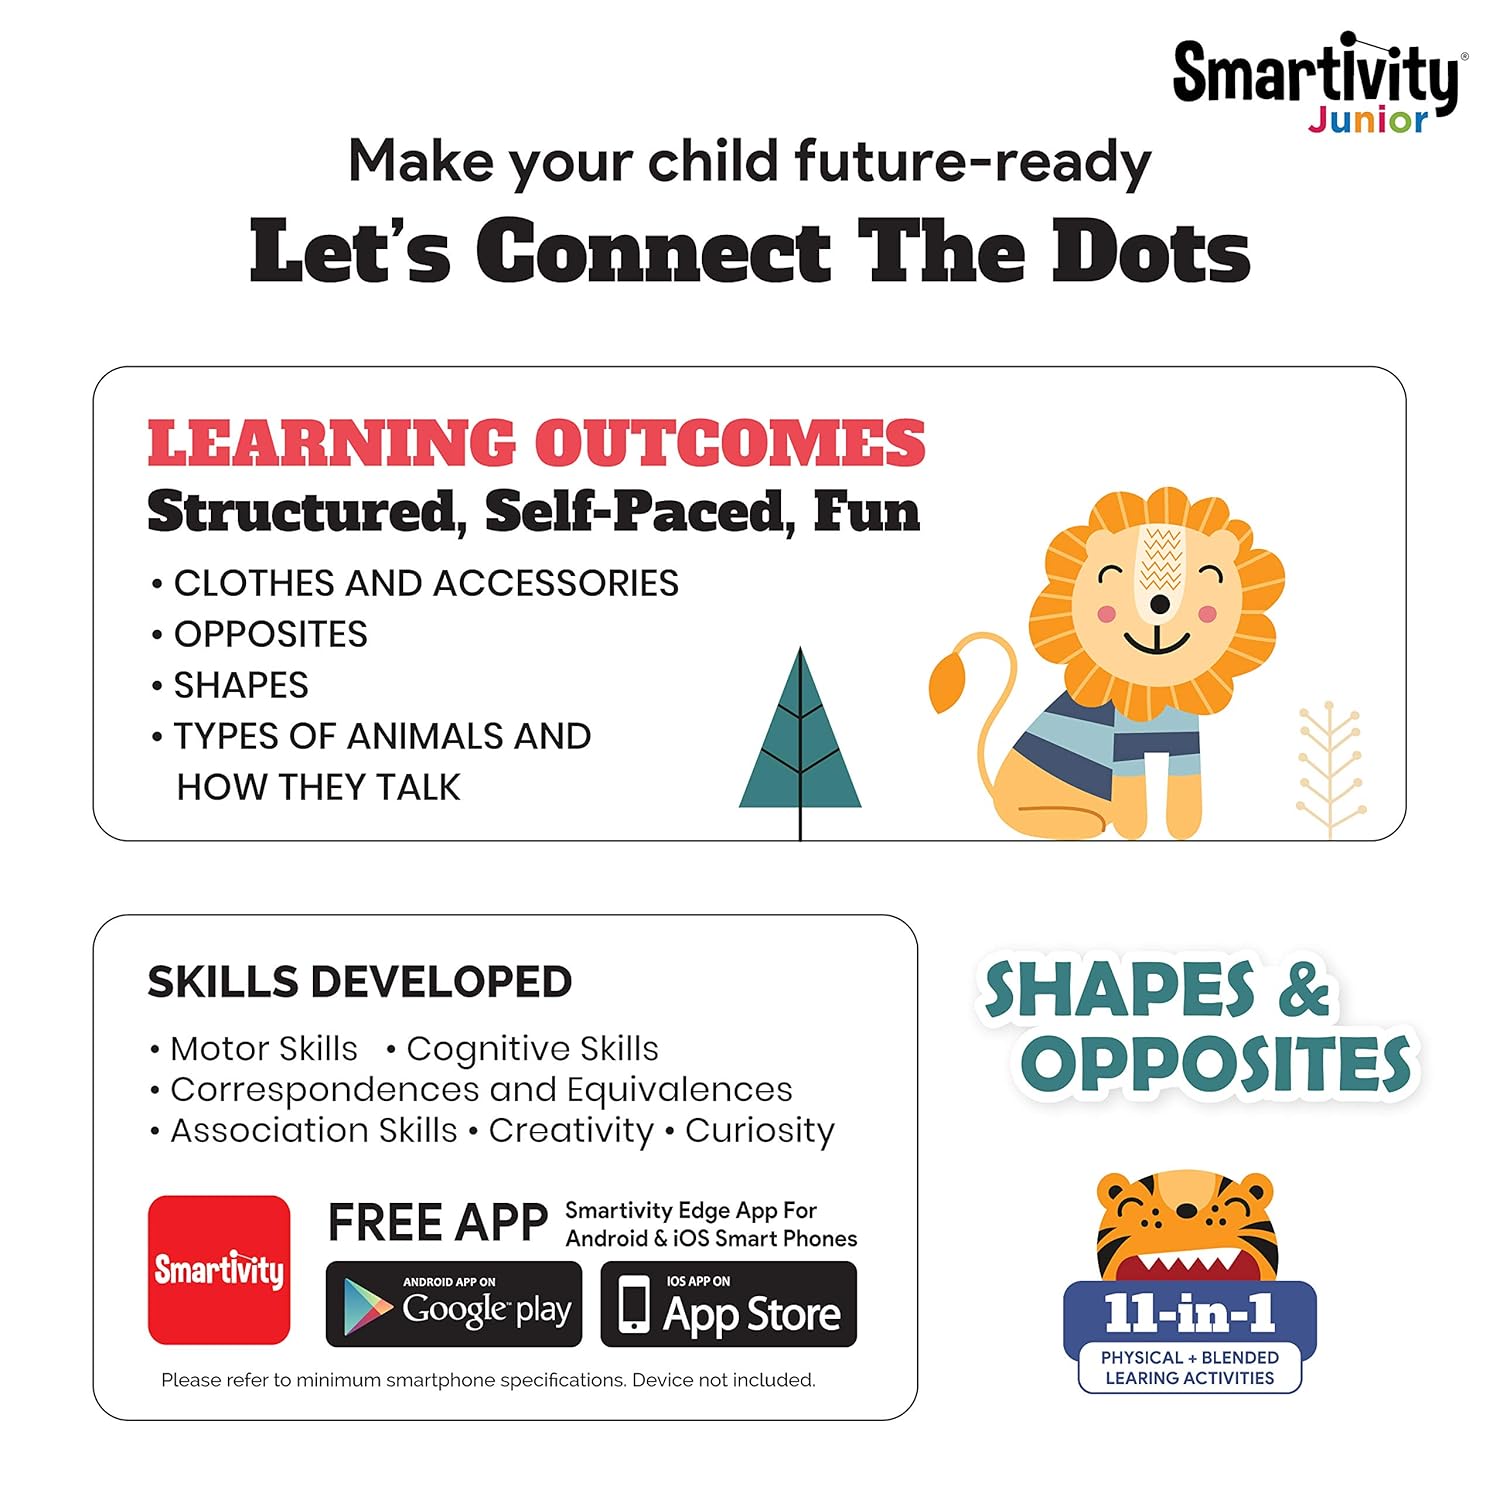 Smartivity®
Junior
Make your child future-ready
Let's Connect The Dots
LEARNING OUTCOMES
Structured, Self-Paced, Fun
• CLOTHES AND ACCESSORIES
• OPPOSITES
• SHAPES
• TYPES OF ANIMALS AND
HOW THEY TALK
SKILLS DEVELOPED
• Motor Skills • Cognitive Skills
• Correspondences and Equivalences
• Association Skills • Creativity • Curiosity
Smartivity
FREE APP
Smartivity Edge App For
Android & iOS Smart Phones
ANDROID APP ON
Google play
IOS APP ON
App Store
Please refer to minimum smartphone specifications. Device not included.
SHAPES &
OPPOSITES
11-in-1
PHYSICAL + BLENDED
LEARING ACTIVITIES